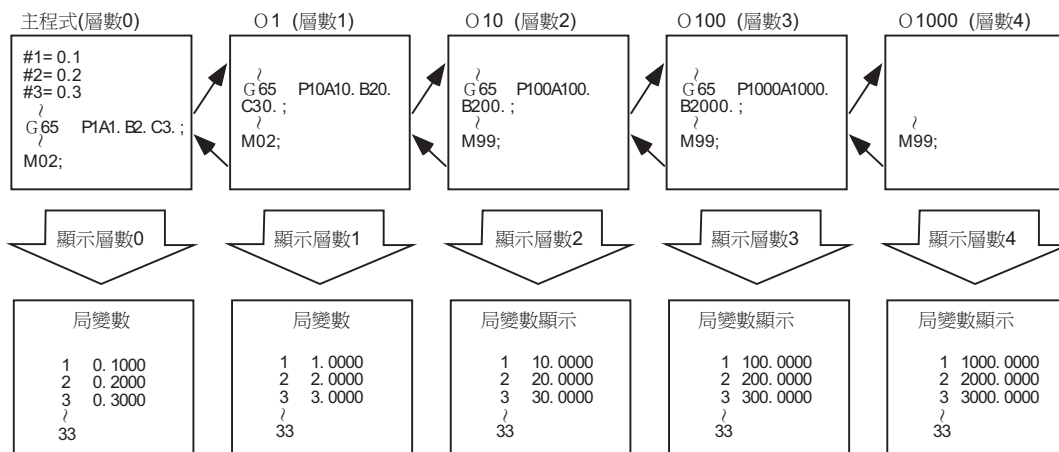 主程式(層數0)
#1= 0.1
#2= 0.2
#3= 0.3
~
G65 P1A1. B2. C3. ;
~
M02;
O1 (層數1)
~
G65 P10A10. B20.
C30. ;
~
M02;
O10 (層數2)
~
G65 P100A100.
B200. ;
~
M99;
O100 (層數3)
~
G65 P1000A1000.
B2000. ;
~
M99;
O1000 (層數4)
~
M99;
顯示層數0
顯示層數1
顯示層數2
顯示層數3
顯示層數4
局變數
1 0.1000
2 0.2000
3 0.3000
~
33
局變數
1 1.0000
2 2.0000
3 3.0000
~
33
局變數顯示
1 10.0000
2 20.0000
3 30.0000
~
33
局變數顯示
1 100.0000
2 200.0000
3 300.0000
~
33
局變數顯示
1 1000.0000
2 2000.0000
3 3000.0000
~
33